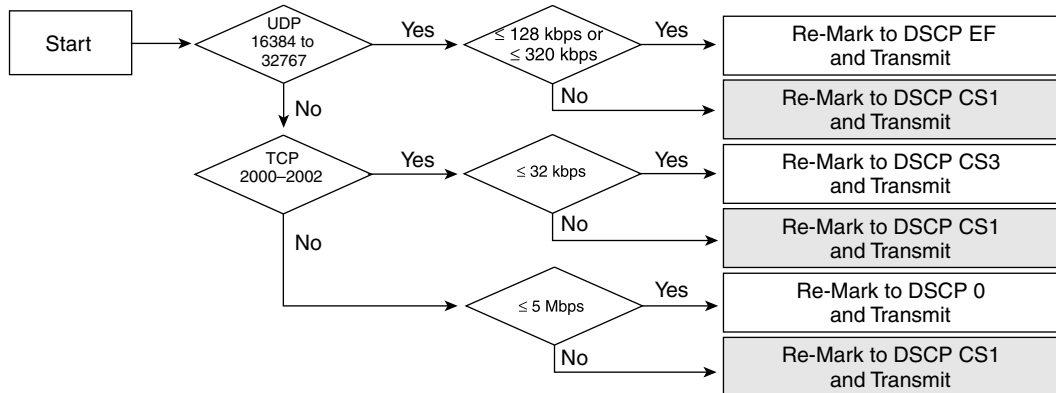 Start
UDP
16384 to
32767
Yes
≤ 128 kbps or
≤ 320 kbps
Yes
Re-Mark to DSCP EF
and Transmit
No
Re-Mark to DSCP CS1
and Transmit
No
TCP
2000–2002
Yes
≤ 32 kbps
Yes
Re-Mark to DSCP CS3
and Transmit
No
Re-Mark to DSCP CS1
and Transmit
No
≤ 5 Mbps
Yes
Re-Mark to DSCP 0
and Transmit
No
Re-Mark to DSCP CS1
and Transmit